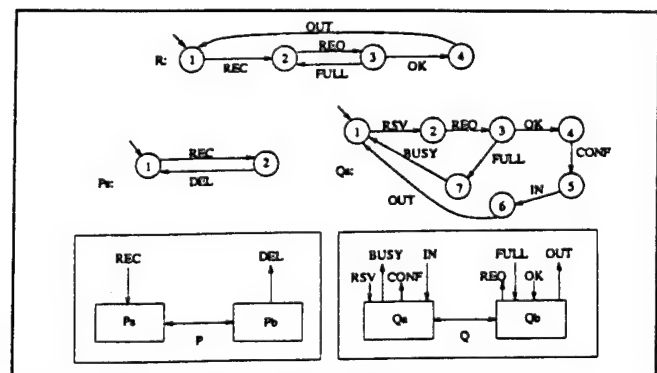 OUT
R: 1 REC 2 REQ FULL 3 OK 4
Ps: 1 REC DEL 2
Qs: 1 RSV 2 REQ 3 OK 4
BUSY FULL CONF
7 5
OUT 6 IN
REC DEL
Ps P Pb
BUSY IN FULL OUT
RSV CONF REQ OK
Qs Q Qb